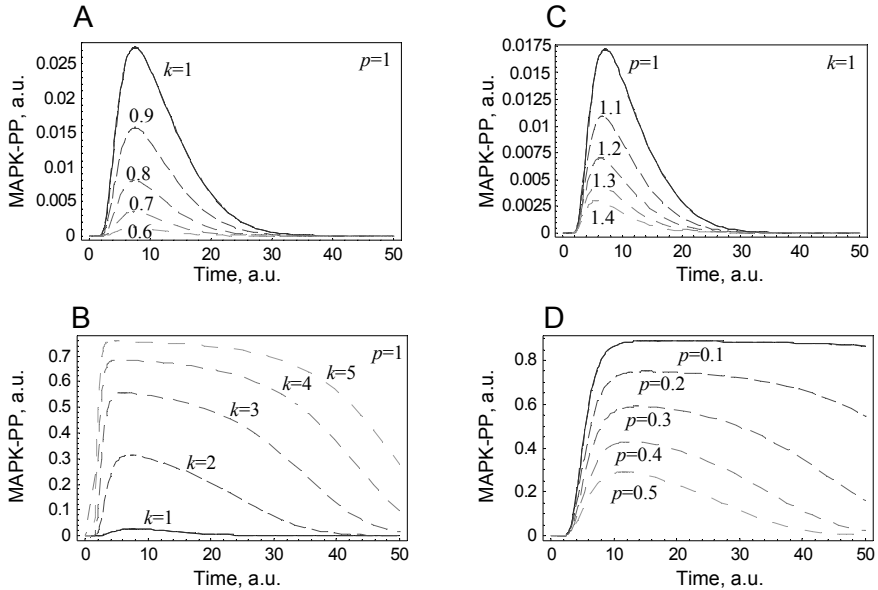 A
MAPK-PP, a.u.
0.025
0.02
0.015
0.01
0.005
0
k=1
p=1
0.9
0.8
0.7
0.6
0 10 20 30 40 50
Time, a.u.
C
MAPK-PP, a.u.
0.0175
0.015
0.0125
0.01
0.0075
0.005
0.0025
0
p=1
k=1
1.1
1.2
1.3
1.4
0 10 20 30 40 50
Time, a.u.
B
MAPK-PP, a.u.
0.7
0.6
0.5
0.4
0.3
0.2
0.1
0
p=1
k=5
k=4
k=3
k=2
k=1
0 10 20 30 40 50
Time, a.u.
D
MAPK-PP, a.u.
0.8
0.6
0.4
0.2
0
p=0.1
p=0.2
p=0.3
p=0.4
p=0.5
0 10 20 30 40 50
Time, a.u.